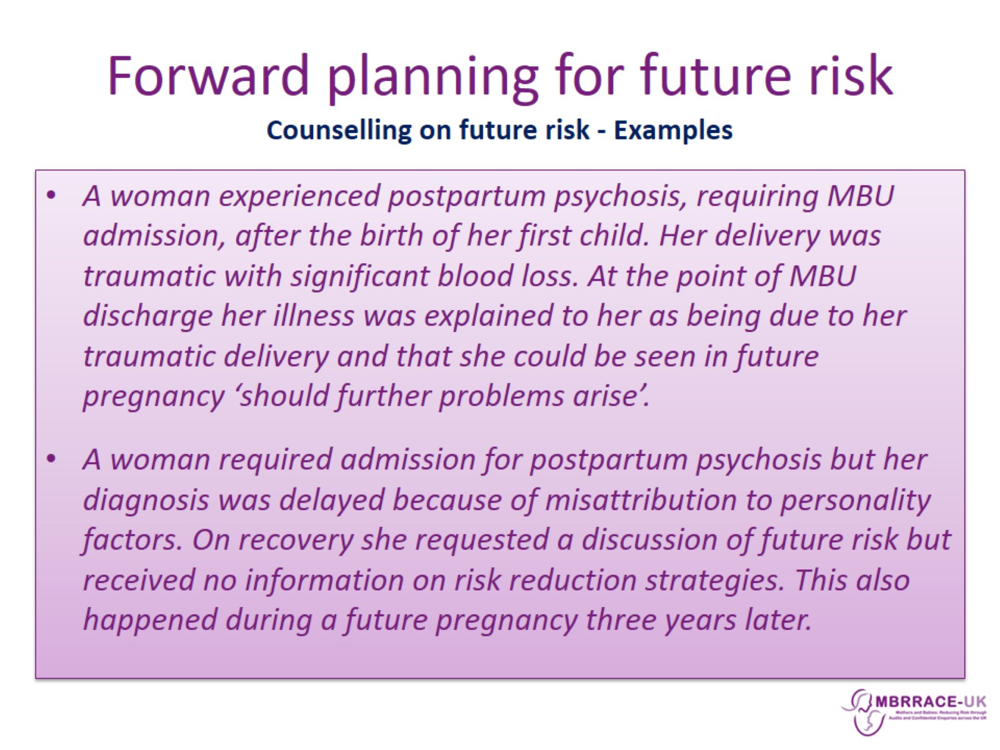 Forward planning for future risk
Counselling on future risk - Examples
• A woman experienced postpartum psychosis, requiring MBU
admission, after the birth of her first child. Her delivery was
traumatic with significant blood loss. At the point of MBU
discharge her illness was explained to her as being due to her
traumatic delivery and that she could be seen in future
pregnancy ‘should further problems arise’.
• A woman required admission for postpartum psychosis but her
diagnosis was delayed because of misattribution to personality
factors. On recovery she requested a discussion of future risk but
received no information on risk reduction strategies. This also
happened during a future pregnancy three years later.
MBRRACE-UK
Mothers and Babies: Reducing Risk through
Audits and Confidential Enquiries across the UK